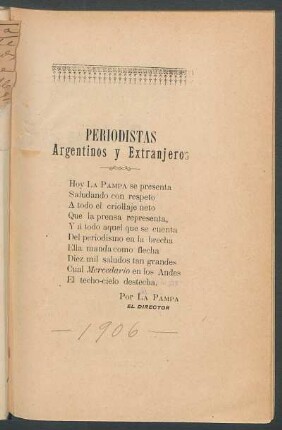 PERIODISTAS
Argentinos y Extranjeros
Hoy LA PAMPA se presenta
Saludando con respeto
A todo el criollaje neto
Que la prensa representa,
Y á todo aquel que se cuenta
Del periodismo en la brecha
Ella manda como flecha
Diez mil saludos tan grandes
Cual Mercedario en los Andes
El techo-cielo destecha.
Por LA PAMPA
EL DIRECTOR
— 1906 —